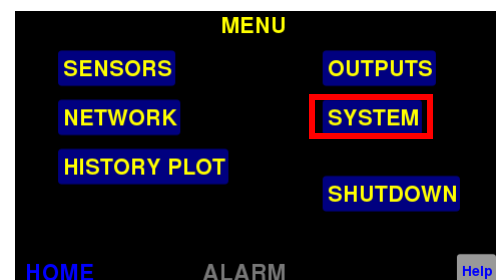 MENU
SENSORS OUTPUTS
NETWORK SYSTEM
HISTORY PLOT
SHUTDOWN
HOME ALARM Help